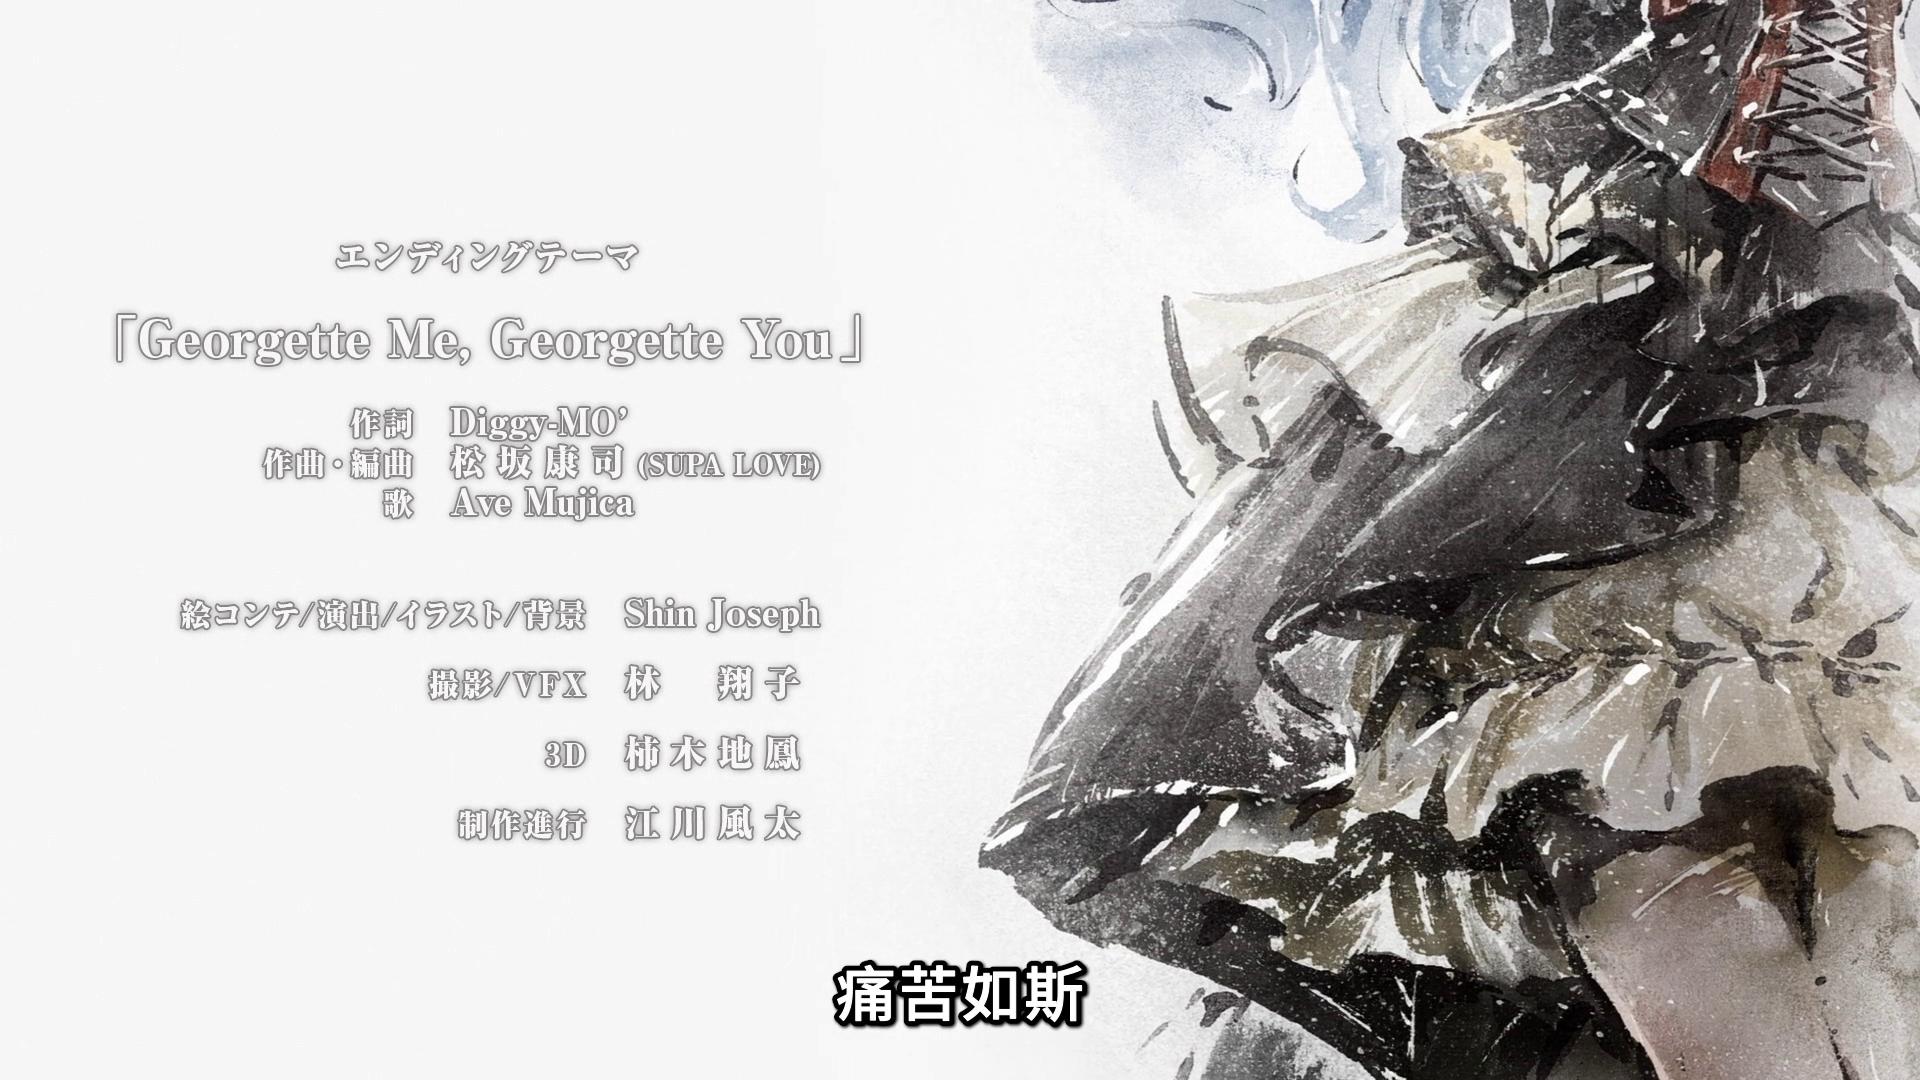 エンディングテーマ
「Georgette Me, Georgette You」
作詞 Diggy-MO’
作曲・編曲 松坂康司 (SUPA LOVE)
歌 Ave Mujica
絵コンテ/演出/イラスト/背景 Shin Joseph
撮影/VFX 林 翔子
3D 柿木地鳳
制作進行 江川風太
痛苦如斯